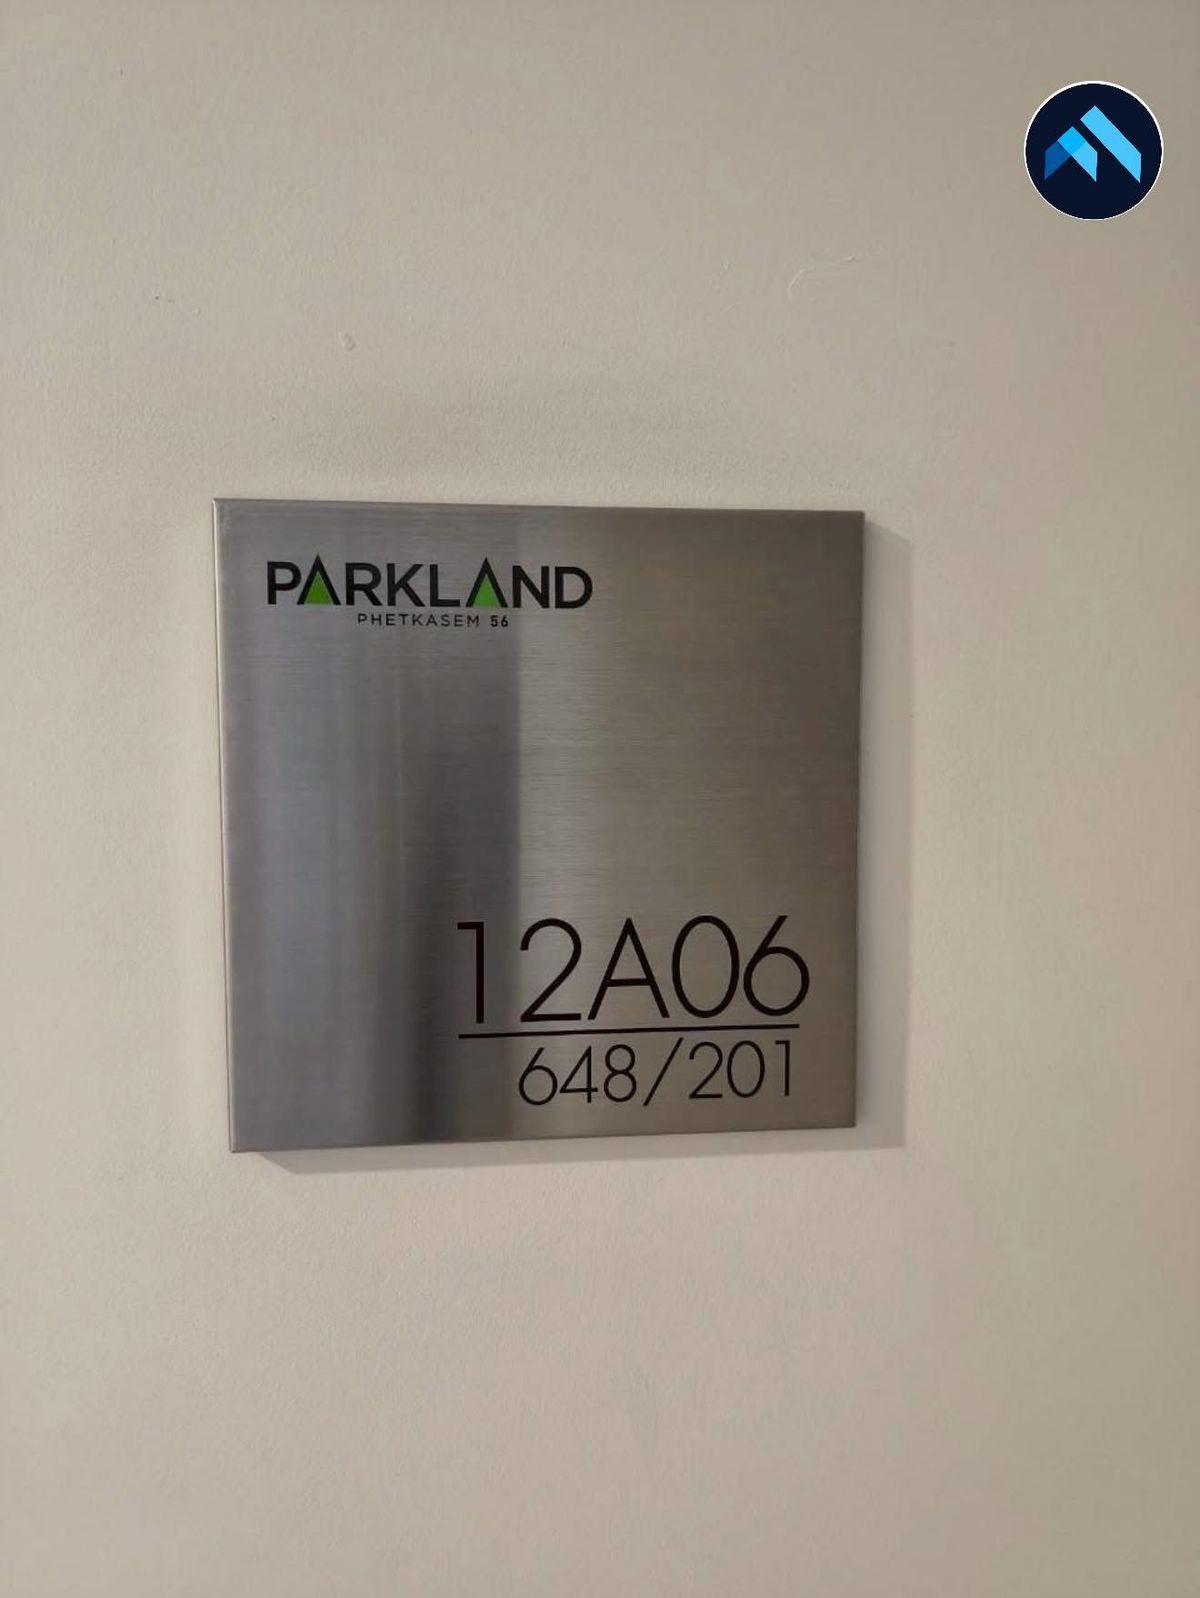 PARKLAND
PHETKASEM 56
12A06
648/201